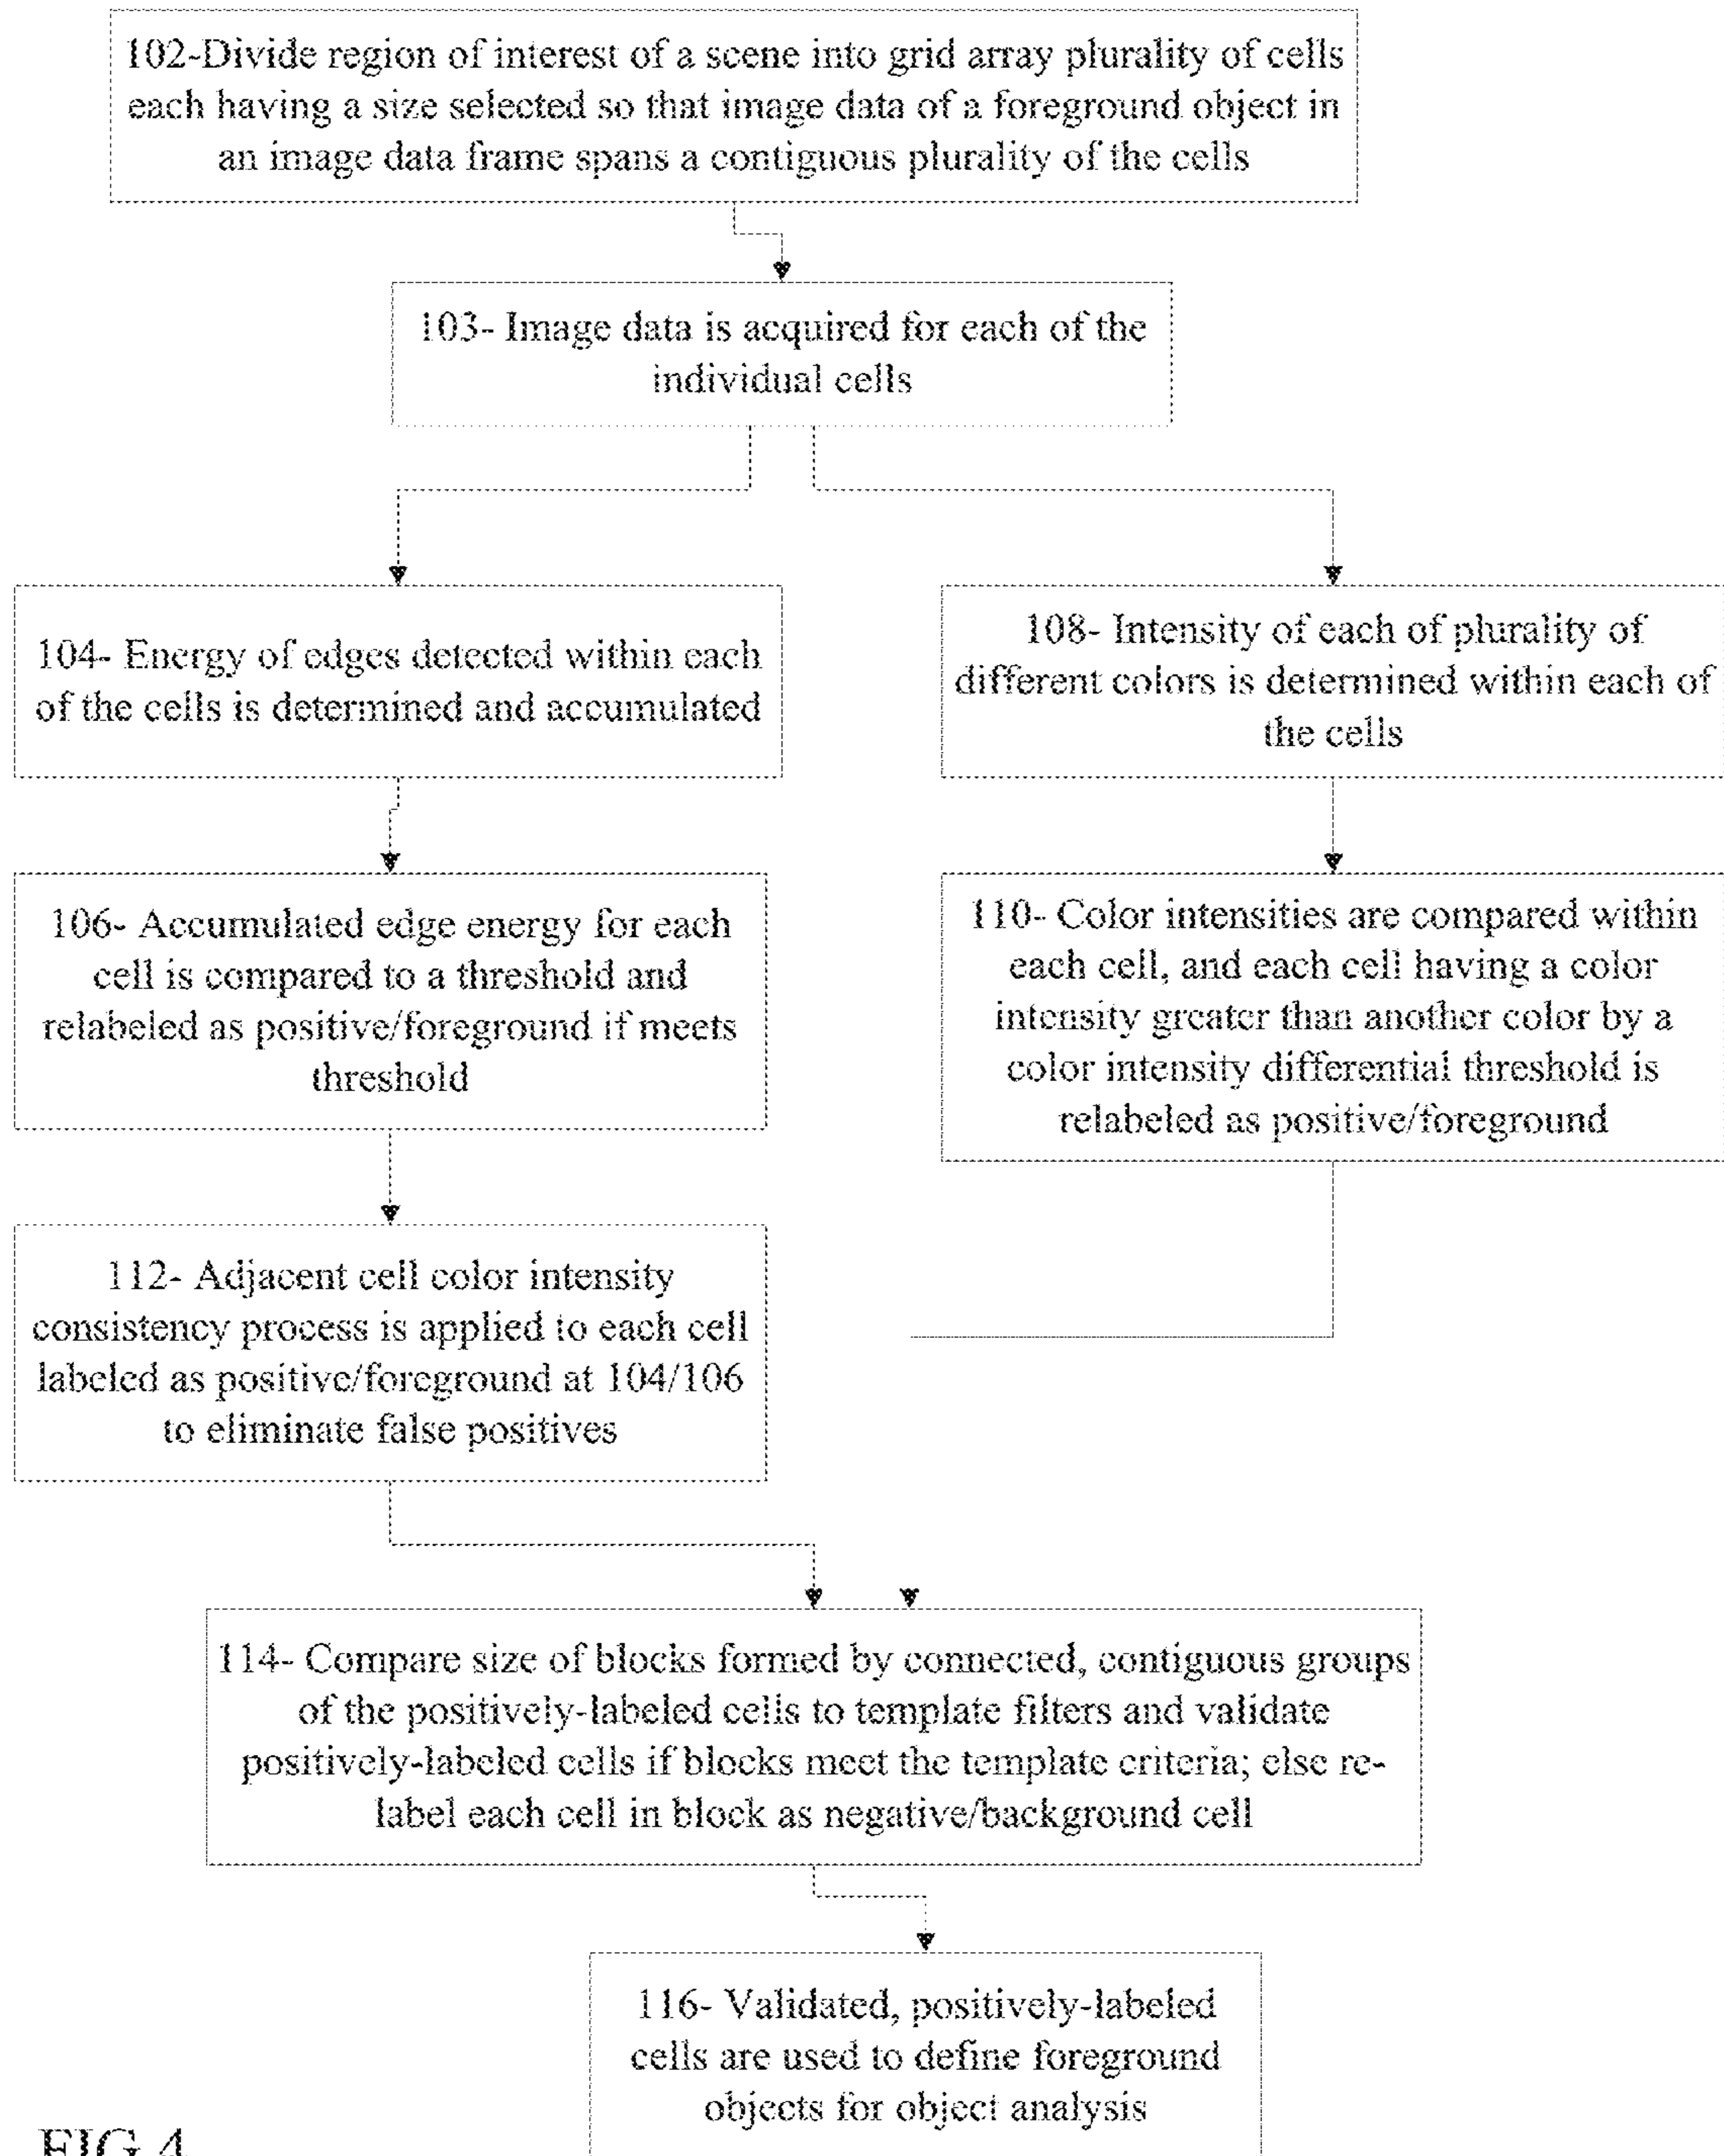 102-Divide region of interest of a scene into grid array plurality of cells
each having a size selected so that image data of a foreground object in
an image data frame spans a contiguous plurality of the cells
103- Image data is acquired for each of the
individual cells
104- Energy of edges detected within each
of the cells is determined and accumulated
108- Intensity of each of plurality of
different colors is determined within each of
the cells
106- Accumulated edge energy for each
cell is compared to a threshold and
relabeled as positive/foreground if meets
threshold
110- Color intensities are compared within
each cell, and each cell having a color
intensity greater than another color by a
color intensity differential threshold is
relabeled as positive/foreground
112- Adjacent cell color intensity
consistency process is applied to each cell
labeled as positive/foreground at 104/106
to eliminate false positives
114- Compare size of blocks formed by connected, contiguous groups
of the positively-labeled cells to template filters and validate
positively-labeled cells if blocks meet the template criteria; else re-
label each cell in block as negative/background cell
116- Validated, positively-labeled
cells are used to define foreground
objects for object analysis
FIG 4